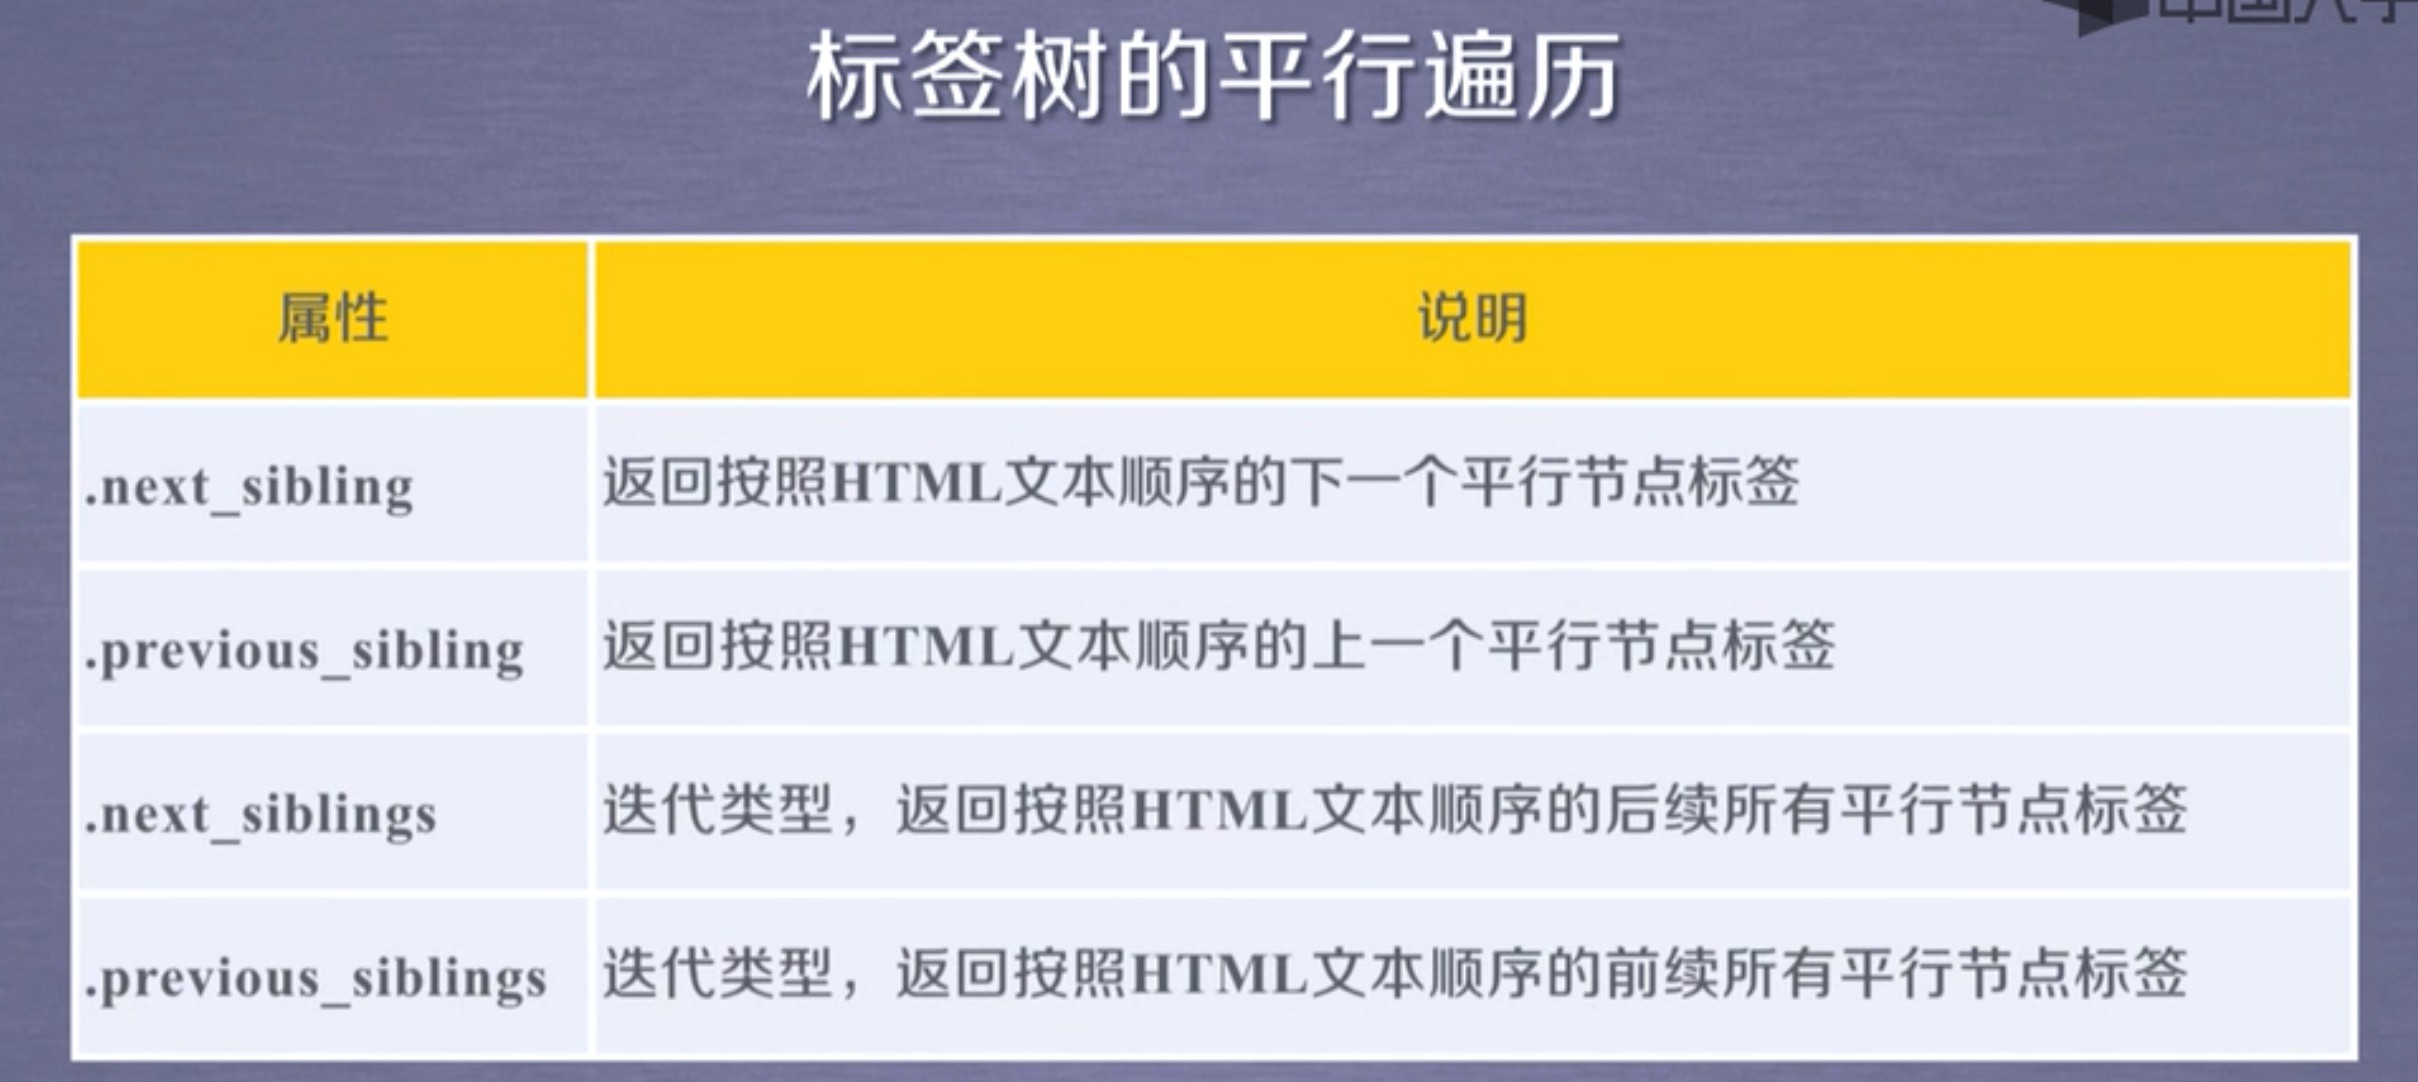 标签树的平行遍历
属性 说明
.next_sibling 返回按照HTML文本顺序的下一个平行节点标签
.previous_sibling 返回按照HTML文本顺序的上一个平行节点标签
.next_siblings 迭代类型，返回按照HTML文本顺序的后续所有平行节点标签
.previous_siblings 迭代类型，返回按照HTML文本顺序的前续所有平行节点标签